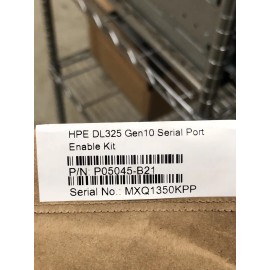 HPE DL325 Gen10 Serial Port
Enable Kit
P/N: P05045-B21
Serial No.: MXQ1350KPP